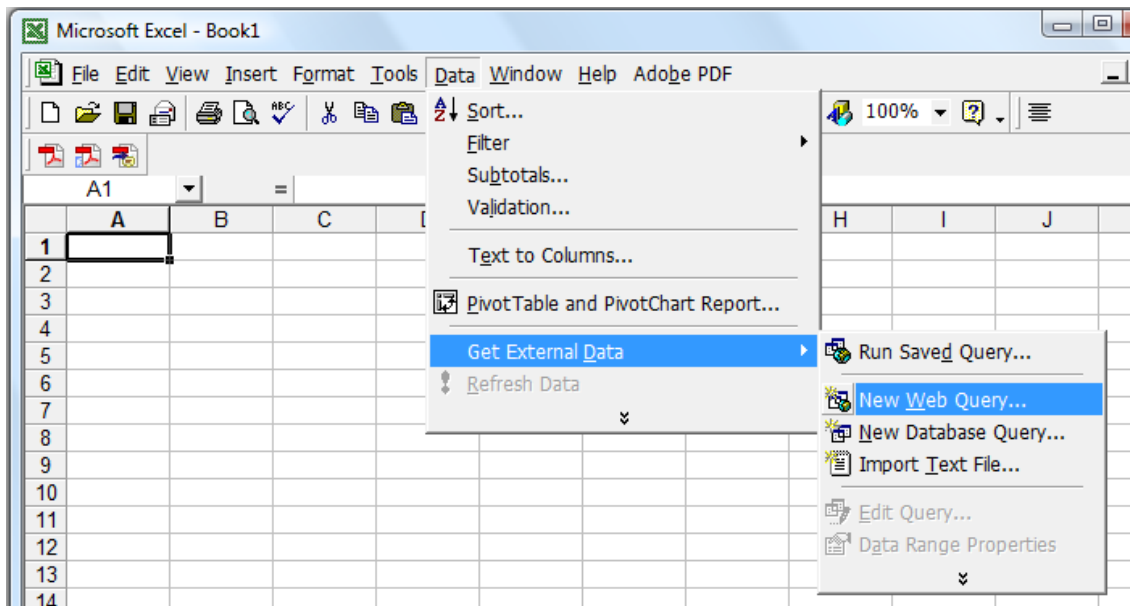 Microsoft Excel - Book1
File Edit View Insert Format Tools Data Window Help Adobe PDF
ABC
100%
A1 =
A B C H I J
Sort...
Filter
Subtotals...
Validation...
Text to Columns...
PivotTable and PivotChart Report...
Get External Data
Refresh Data
Run Saved Query...
New Web Query...
New Database Query...
Import Text File...
Edit Query...
Data Range Properties
1
2
3
4
5
6
7
8
9
10
11
12
13
14